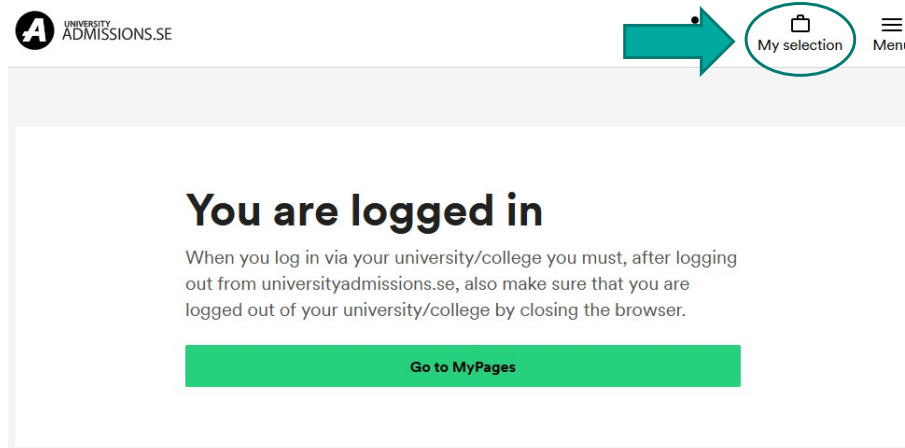 UNIVERSITY
ADMISSIONS.SE
My selection
You are logged in
When you log in via your university/college you must, after logging
out from universityadmissions.se, also make sure that you are
logged out of your university/college by closing the browser.
Go to MyPages